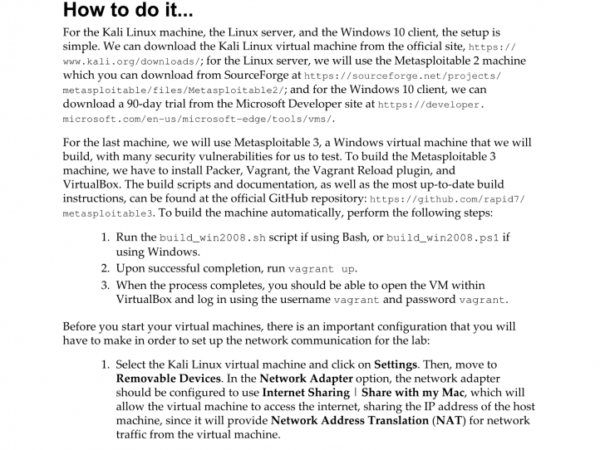 How to do it...
For the Kali Linux machine, the Linux server, and the Windows 10 client, the setup is
simple. We can download the Kali Linux virtual machine from the official site, https://
www.kali.org/downloads/; for the Linux server, we will use the Metasploitable 2 machine
which you can download from SourceForge at https://sourceforge.net/projects/
metasploitable/files/Metasploitable2/; and for the Windows 10 client, we can
download a 90-day trial from the Microsoft Developer site at https://developer.
microsoft.com/en-us/microsoft-edge/tools/vms/.
For the last machine, we will use Metasploitable 3, a Windows virtual machine that we will
build, with many security vulnerabilities for us to test. To build the Metasploitable 3
machine, we have to install Packer, Vagrant, the Vagrant Reload plugin, and
VirtualBox. The build scripts and documentation, as well as the most up-to-date build
instructions, can be found at the official GitHub repository: https://github.com/rapid7/
metasploitable3. To build the machine automatically, perform the following steps:
1. Run the build_win2008.sh script if using Bash, or build_win2008.ps1 if
using Windows.
2. Upon successful completion, run vagrant up.
3. When the process completes, you should be able to open the VM within
VirtualBox and log in using the username vagrant and password vagrant.
Before you start your virtual machines, there is an important configuration that you will
have to make in order to set up the network communication for the lab:
1. Select the Kali Linux virtual machine and click on Settings. Then, move to
Removable Devices. In the Network Adapter option, the network adapter
should be configured to use Internet Sharing | Share with my Mac, which will
allow the virtual machine to access the internet, sharing the IP address of the host
machine, since it will provide Network Address Translation (NAT) for network
traffic from the virtual machine.